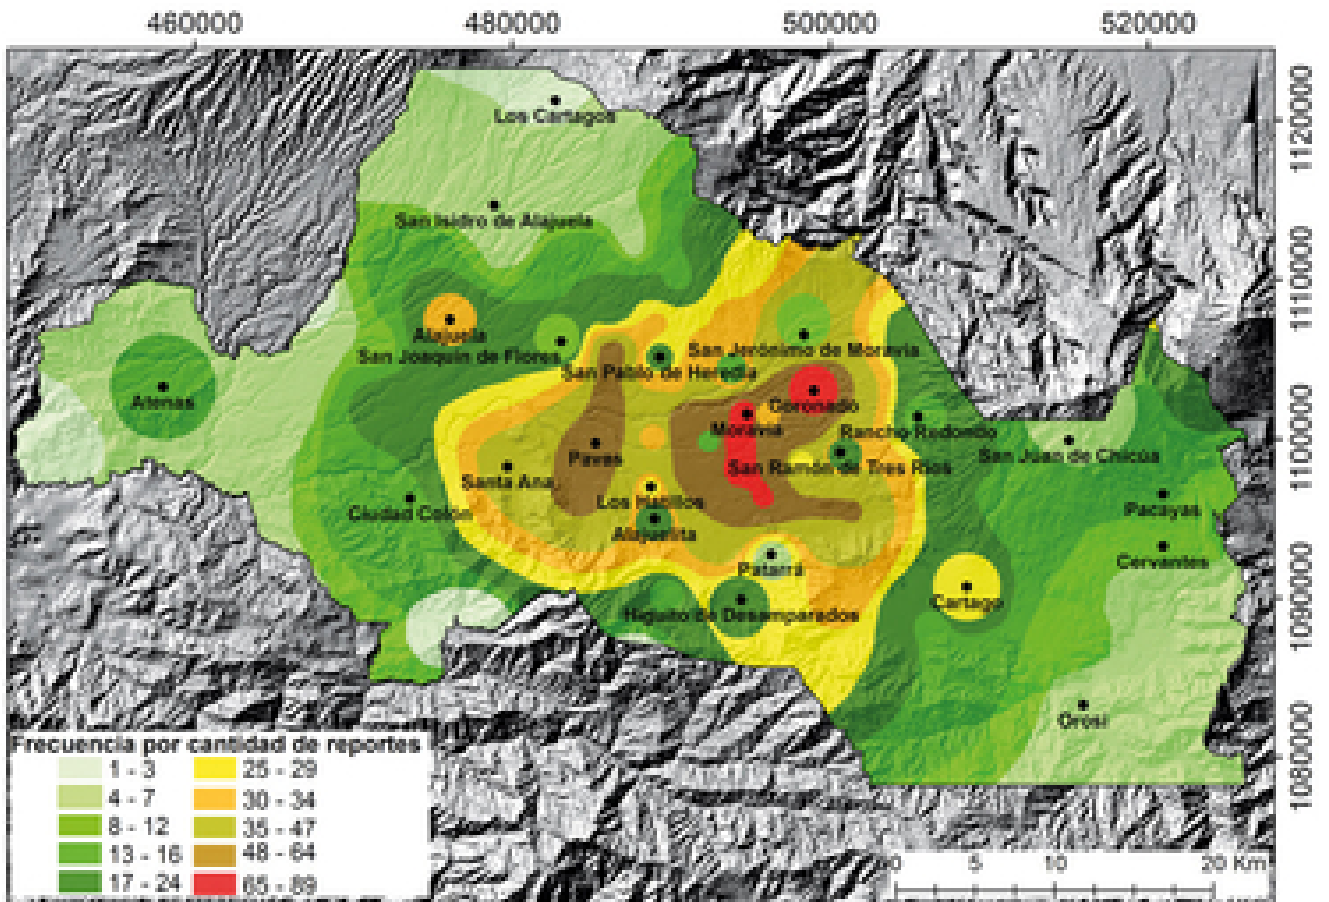 460000
480000
500000
520000
1120000
1110000
1100000
1090000
1080000
Los Cartagos
San Isidro de Alajuela
Alajuela
San Joaquín de Flores
San Jerónimo de Moravia
San Pablo de Heredia
Atenas
Coronado
Moravia
Rancho Redondo
Pavas
San Ramón de Tres Ríos
San Juan de Chicúa
Santa Ana
Los Hatillos
Pacayas
Ciudad Colón
Alajuelita
Cervantes
Patarrá
Cartago
Higuito de Desamparados
Orosi
Frecuencia por cantidad de reportes
1 - 3
4 - 7
8 - 12
13 - 16
17 - 24
25 - 29
30 - 34
35 - 47
48 - 64
65 - 89
0 5 10 20 Km